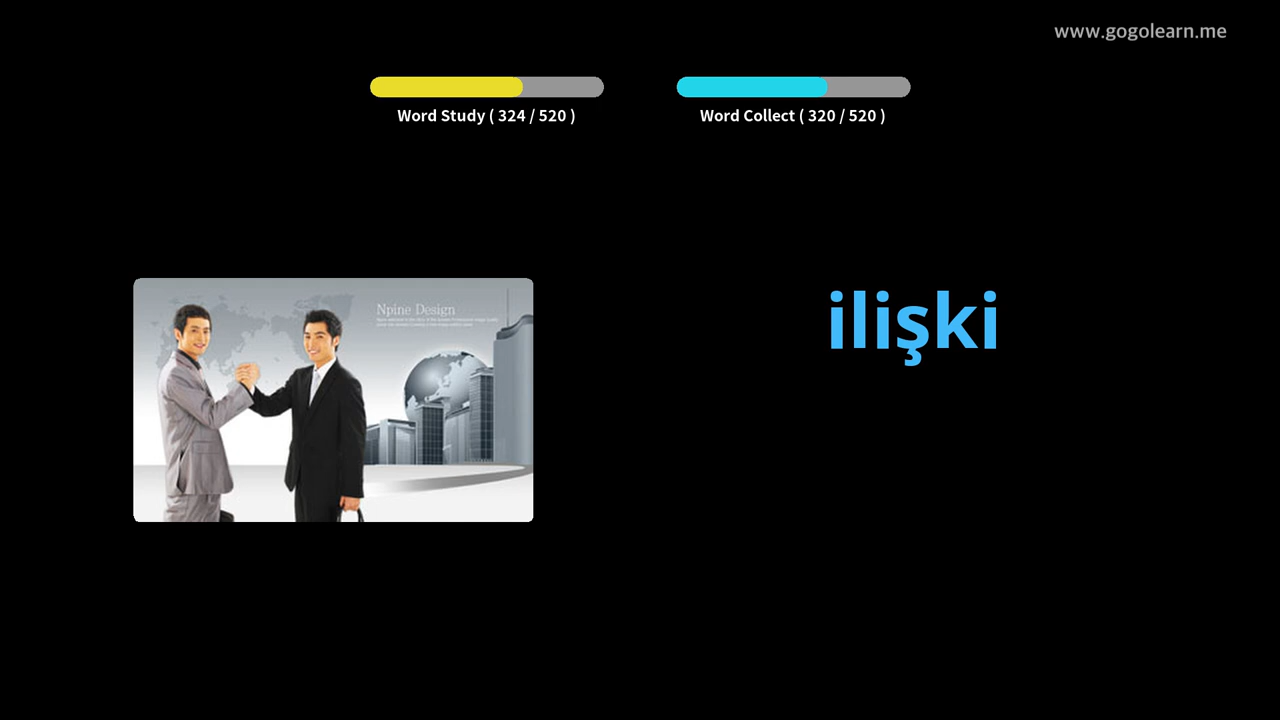 www.gogolearn.me
Word Study ( 324 / 520 )
Word Collect ( 320 / 520 )
Npine Design
ilişki